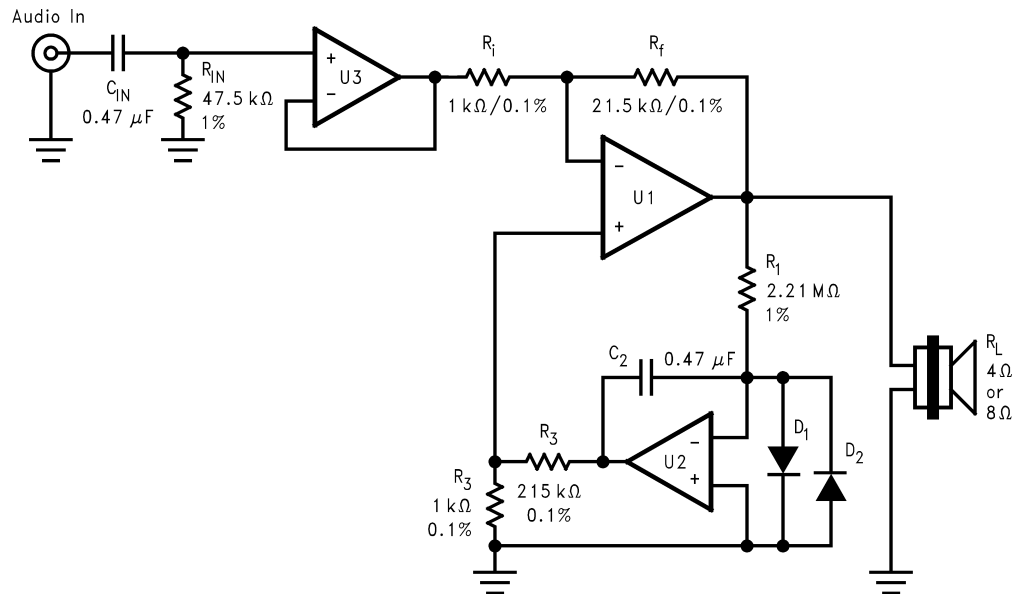 Audio In
C_IN
0.47 µF
R_IN
47.5 kΩ
1%
+
U3
−
R_i
1 kΩ/0.1%
R_f
21.5 kΩ/0.1%
−
U1
+
R_1
2.21 MΩ
1%
C_2
0.47 µF
R_L
4Ω
or
8Ω
−
U2
+
D_1
D_2
R_3
215 kΩ
0.1%
R_3
1 kΩ
0.1%